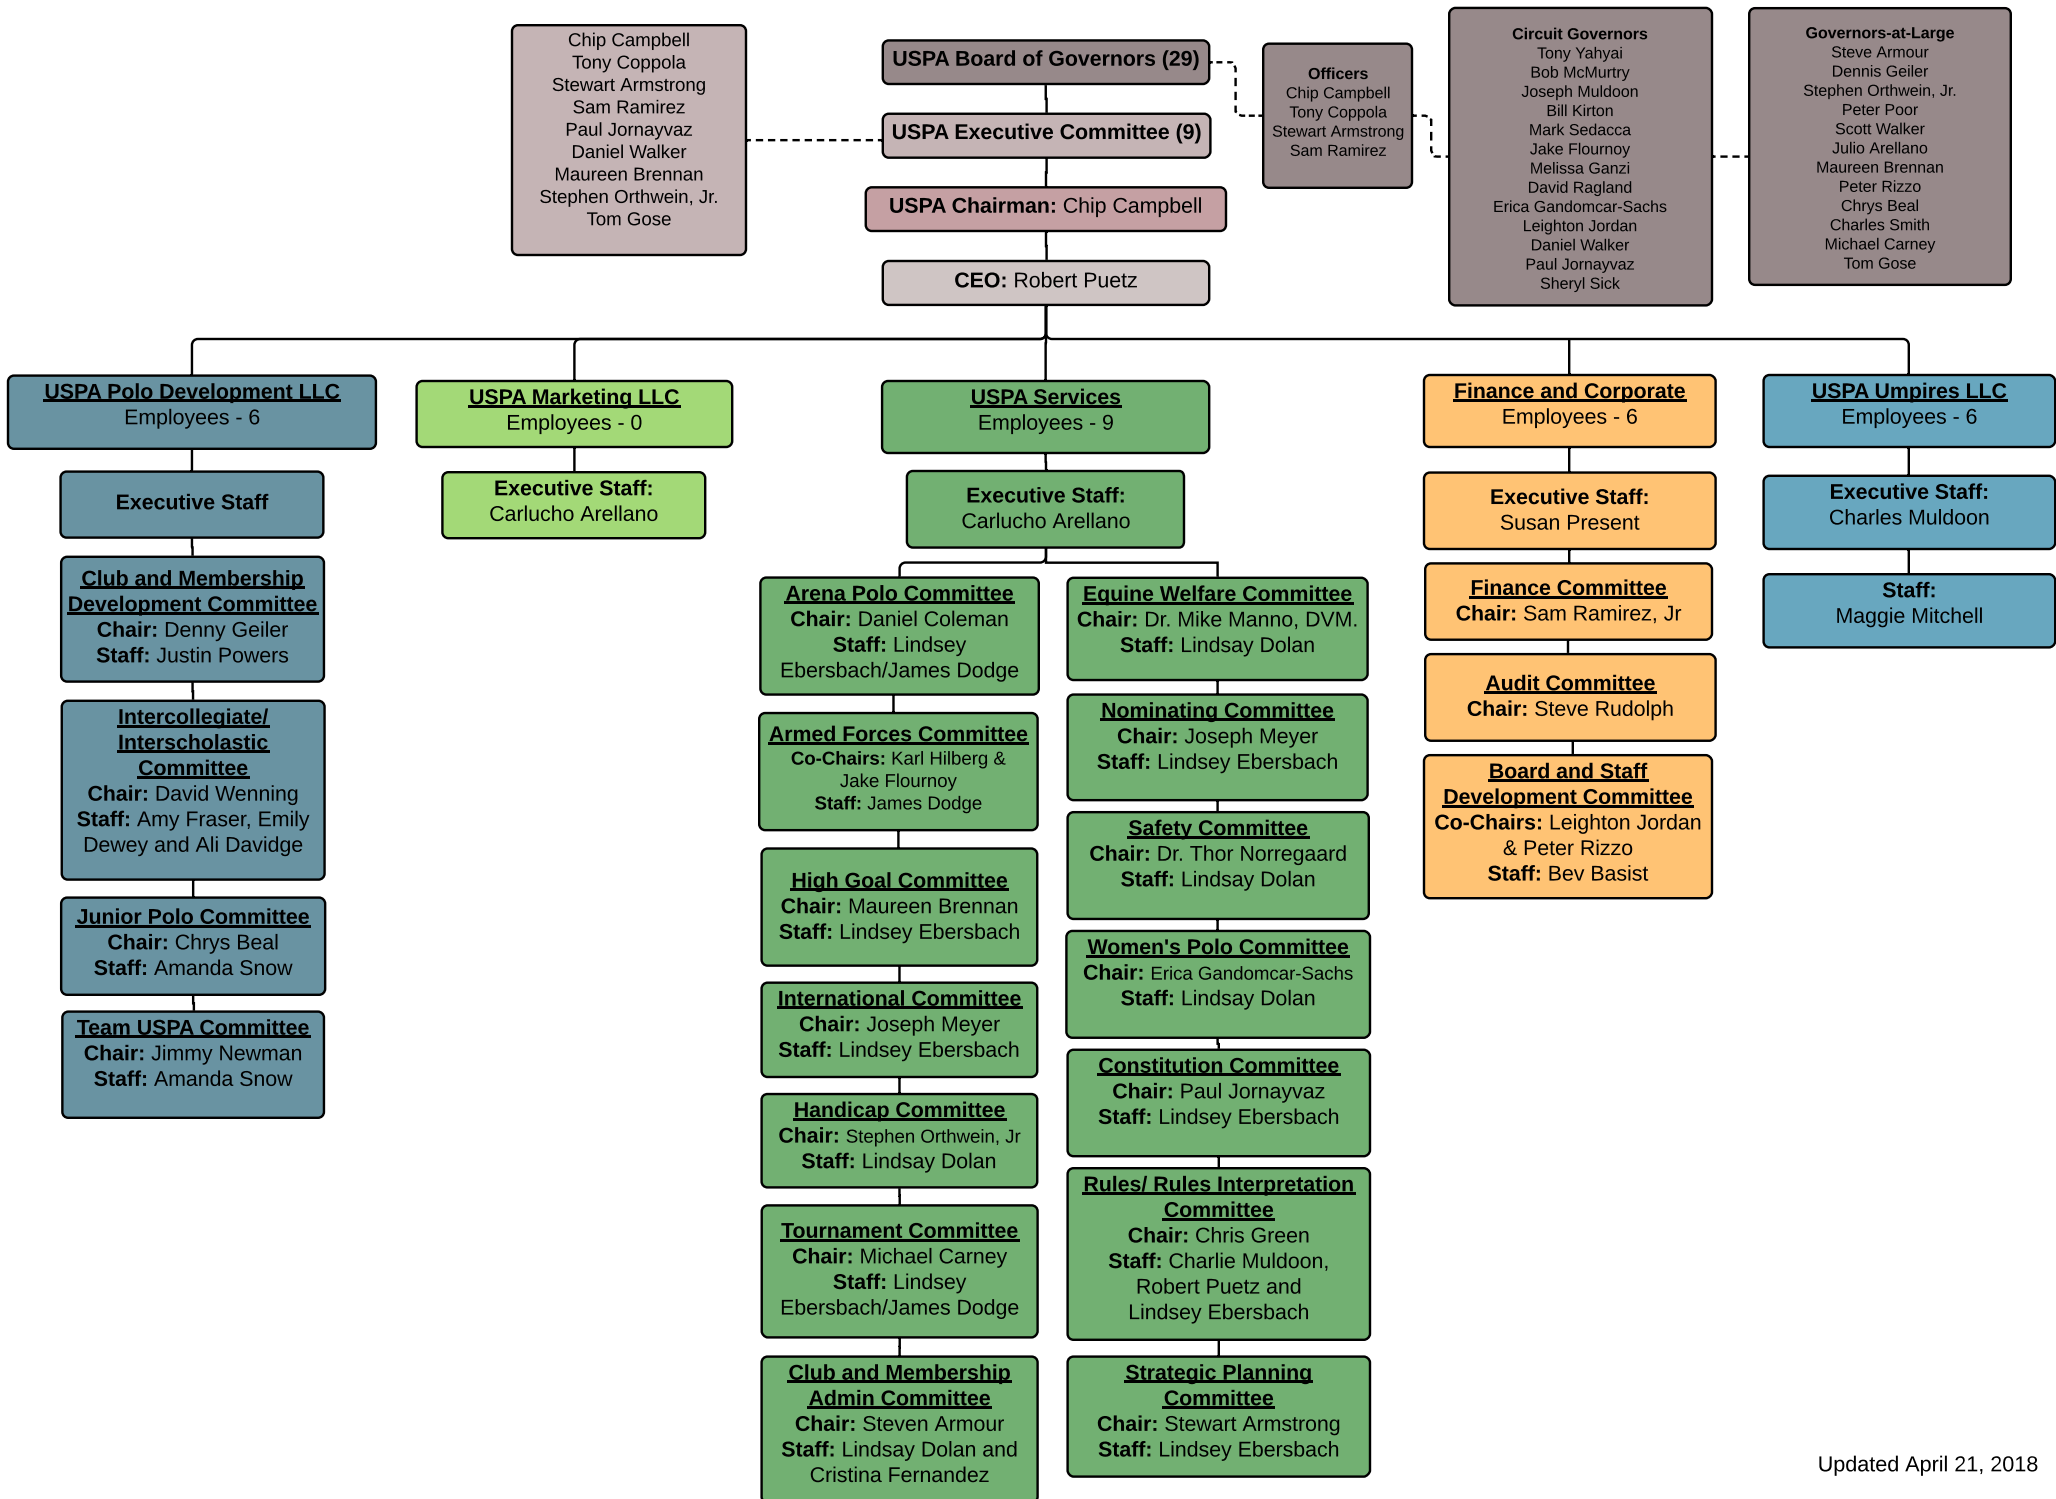 Chip Campbell
Tony Coppola
Stewart Armstrong
Sam Ramirez
Paul Jornayvaz
Daniel Walker
Maureen Brennan
Stephen Orthwein, Jr.
Tom Gose
USPA Board of Governors (29)
USPA Executive Committee (9)
USPA Chairman: Chip Campbell
CEO: Robert Puetz
Officers
Chip Campbell
Tony Coppola
Stewart Armstrong
Sam Ramirez
Circuit Governors
Tony Yahyai
Bob McMurtry
Joseph Muldoon
Bill Kirton
Mark Sedacca
Jake Flournoy
Melissa Ganzi
David Ragland
Erica Gandomcar-Sachs
Leighton Jordan
Daniel Walker
Paul Jornayvaz
Sheryl Sick
Governors-at-Large
Steve Armour
Dennis Geiler
Stephen Orthwein, Jr.
Peter Poor
Scott Walker
Julio Arellano
Maureen Brennan
Peter Rizzo
Chrys Beal
Charles Smith
Michael Carney
Tom Gose
USPA Polo Development LLC
Employees - 6
Executive Staff
Club and Membership
Development Committee
Chair: Denny Geiler
Staff: Justin Powers
Intercollegiate/
Interscholastic
Committee
Chair: David Wenning
Staff: Amy Fraser, Emily
Dewey and Ali Davidge
Junior Polo Committee
Chair: Chrys Beal
Staff: Amanda Snow
Team USPA Committee
Chair: Jimmy Newman
Staff: Amanda Snow
USPA Marketing LLC
Employees - 0
Executive Staff:
Carlucho Arellano
USPA Services
Employees - 9
Executive Staff:
Carlucho Arellano
Arena Polo Committee
Chair: Daniel Coleman
Staff: Lindsey
Ebersbach/James Dodge
Armed Forces Committee
Co-Chairs: Karl Hilberg &
Jake Flournoy
Staff: James Dodge
High Goal Committee
Chair: Maureen Brennan
Staff: Lindsey Ebersbach
International Committee
Chair: Joseph Meyer
Staff: Lindsey Ebersbach
Handicap Committee
Chair: Stephen Orthwein, Jr
Staff: Lindsay Dolan
Tournament Committee
Chair: Michael Carney
Staff: Lindsey
Ebersbach/James Dodge
Club and Membership
Admin Committee
Chair: Steven Armour
Staff: Lindsay Dolan and
Cristina Fernandez
Equine Welfare Committee
Chair: Dr. Mike Manno, DVM.
Staff: Lindsay Dolan
Nominating Committee
Chair: Joseph Meyer
Staff: Lindsey Ebersbach
Safety Committee
Chair: Dr. Thor Norregaard
Staff: Lindsay Dolan
Women's Polo Committee
Chair: Erica Gandomcar-Sachs
Staff: Lindsay Dolan
Constitution Committee
Chair: Paul Jornayvaz
Staff: Lindsey Ebersbach
Rules/ Rules Interpretation
Committee
Chair: Chris Green
Staff: Charlie Muldoon,
Robert Puetz and
Lindsey Ebersbach
Strategic Planning
Committee
Chair: Stewart Armstrong
Staff: Lindsey Ebersbach
Finance and Corporate
Employees - 6
Executive Staff:
Susan Present
Finance Committee
Chair: Sam Ramirez, Jr
Audit Committee
Chair: Steve Rudolph
Board and Staff
Development Committee
Co-Chairs: Leighton Jordan
& Peter Rizzo
Staff: Bev Basist
USPA Umpires LLC
Employees - 6
Executive Staff:
Charles Muldoon
Staff:
Maggie Mitchell
Updated April 21, 2018